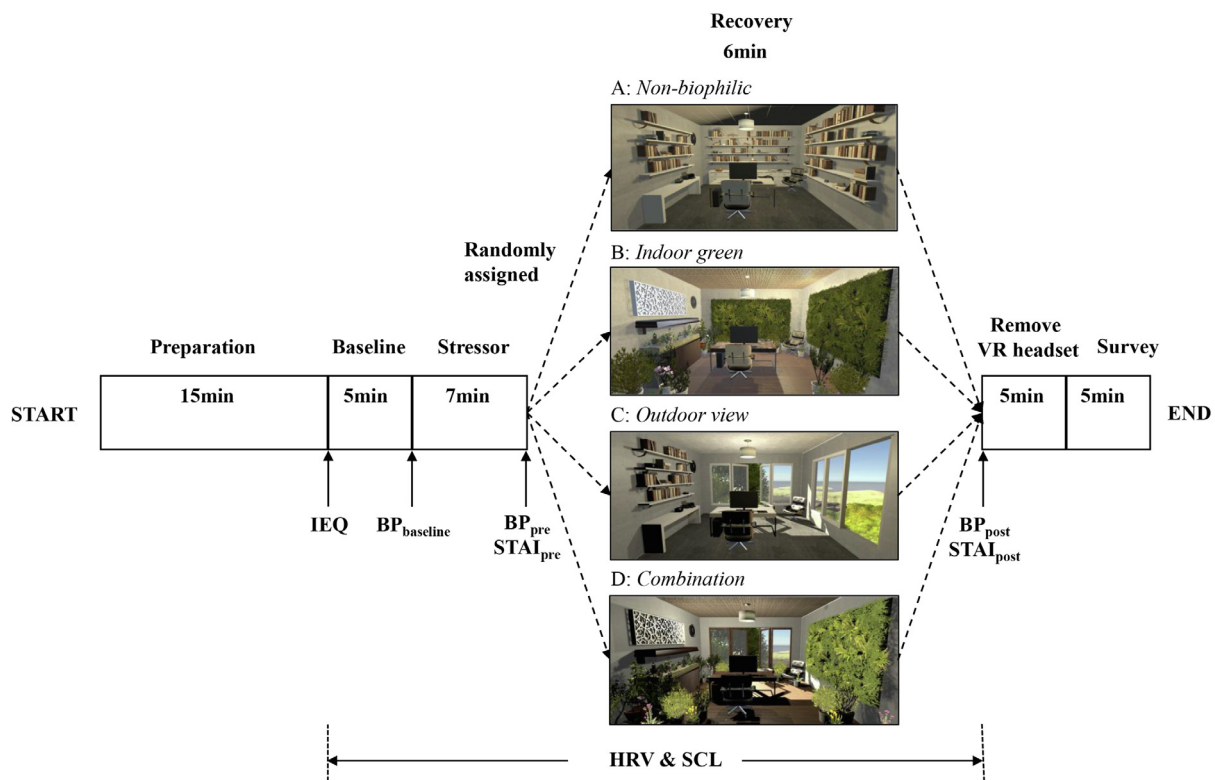 Recovery
6min
A: Non-biophilic
Randomly
assigned
B: Indoor green
Preparation
Baseline
Stressor
Remove
VR headset
Survey
START
15min
5min
7min
5min
5min
END
C: Outdoor view
IEQ
BPbaseline
BPpre
STAIpre
BPpost
STAIpost
D: Combination
HRV & SCL